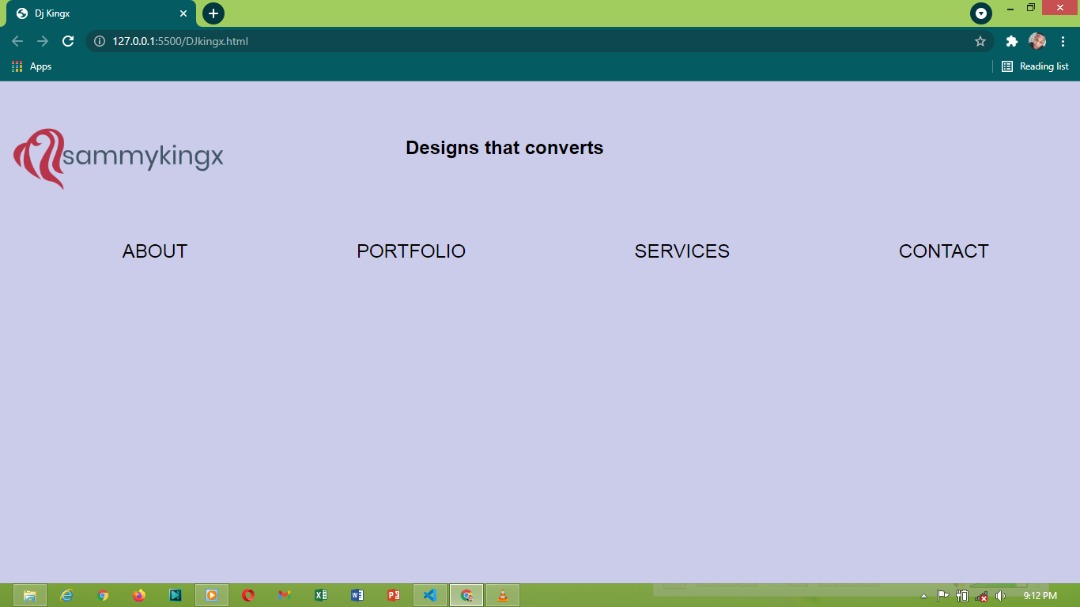 Dj Kingx
127.0.0.1:5500/DJkingx.html
Apps
Reading list
sammykingx
Designs that converts
ABOUT PORTFOLIO SERVICES CONTACT
9:12 PM